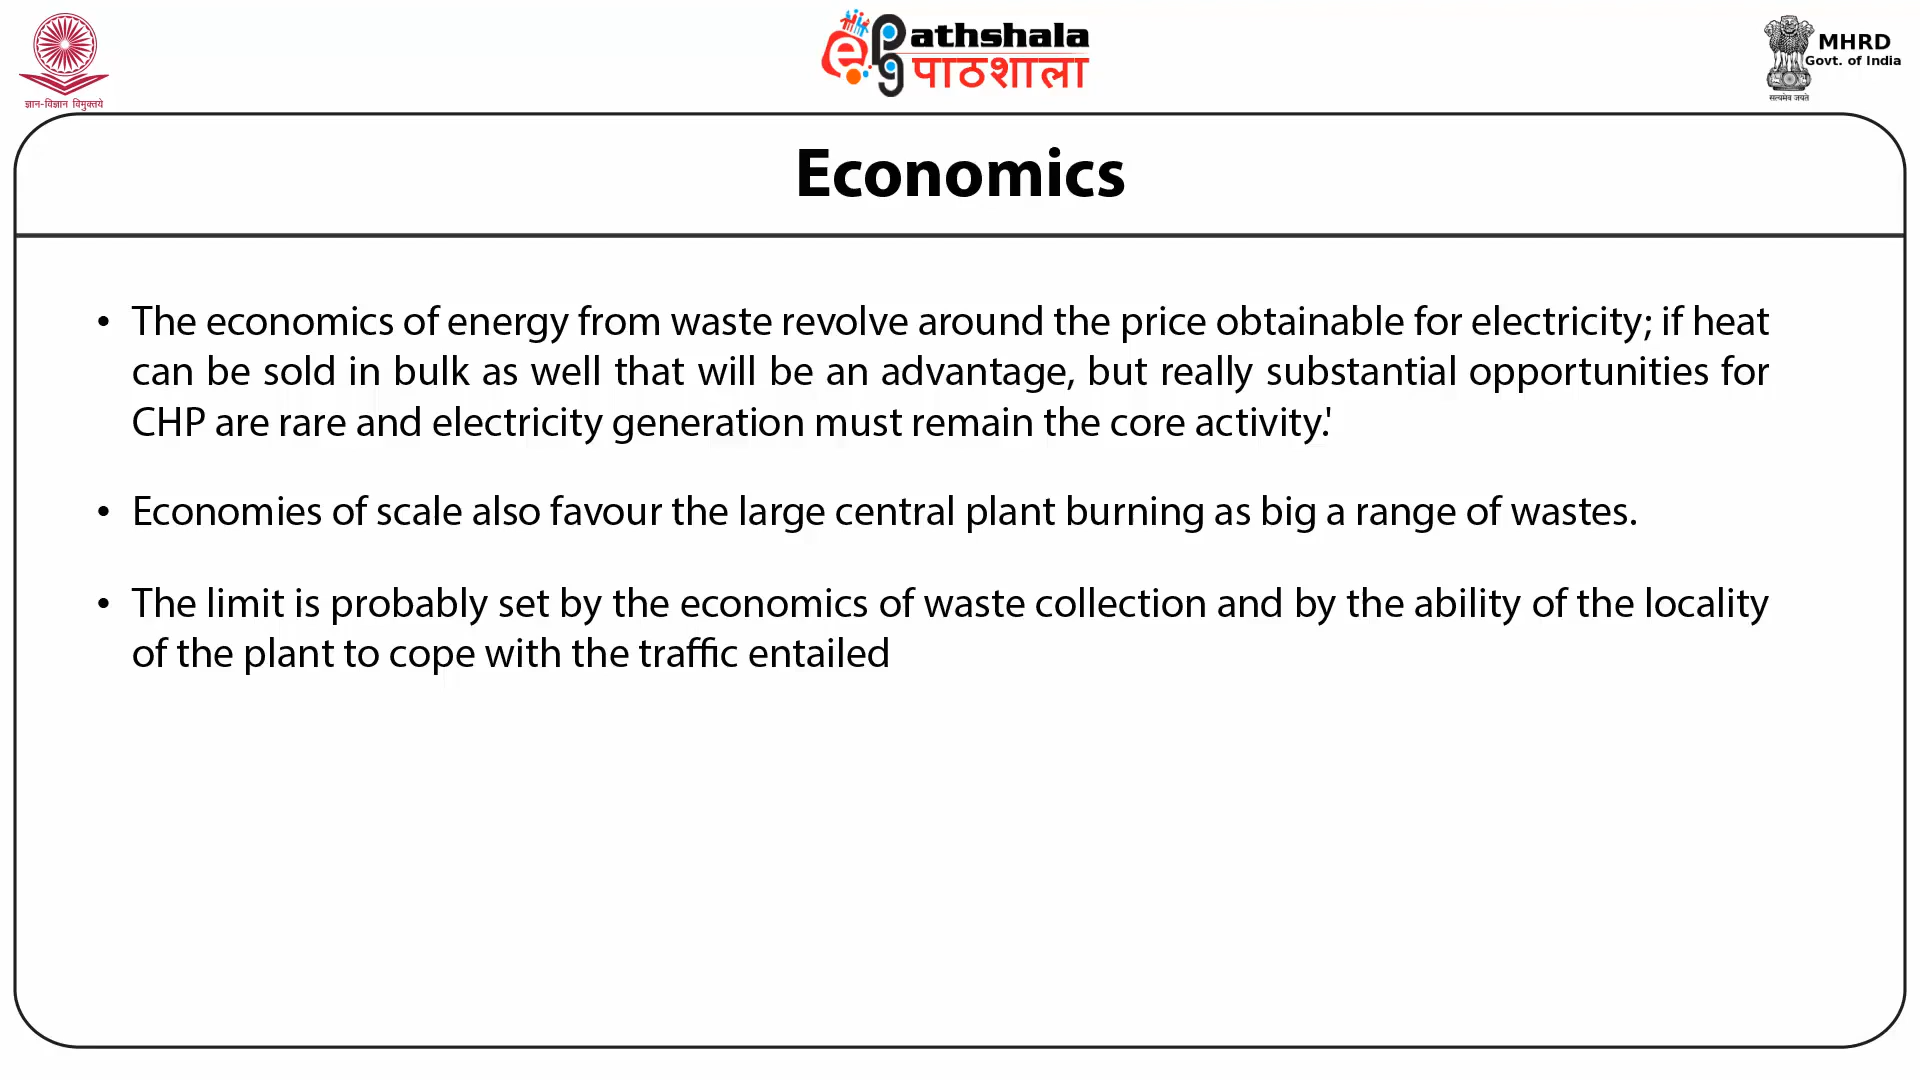 ज्ञान-विज्ञान विमुक्तये
ePgathshala
पाठशाला
MHRD
Govt. of India
सत्यमेव जयते
Economics
• The economics of energy from waste revolve around the price obtainable for electricity; if heat
can be sold in bulk as well that will be an advantage, but really substantial opportunities for
CHP are rare and electricity generation must remain the core activity.'
• Economies of scale also favour the large central plant burning as big a range of wastes.
• The limit is probably set by the economics of waste collection and by the ability of the locality
of the plant to cope with the traffic entailed